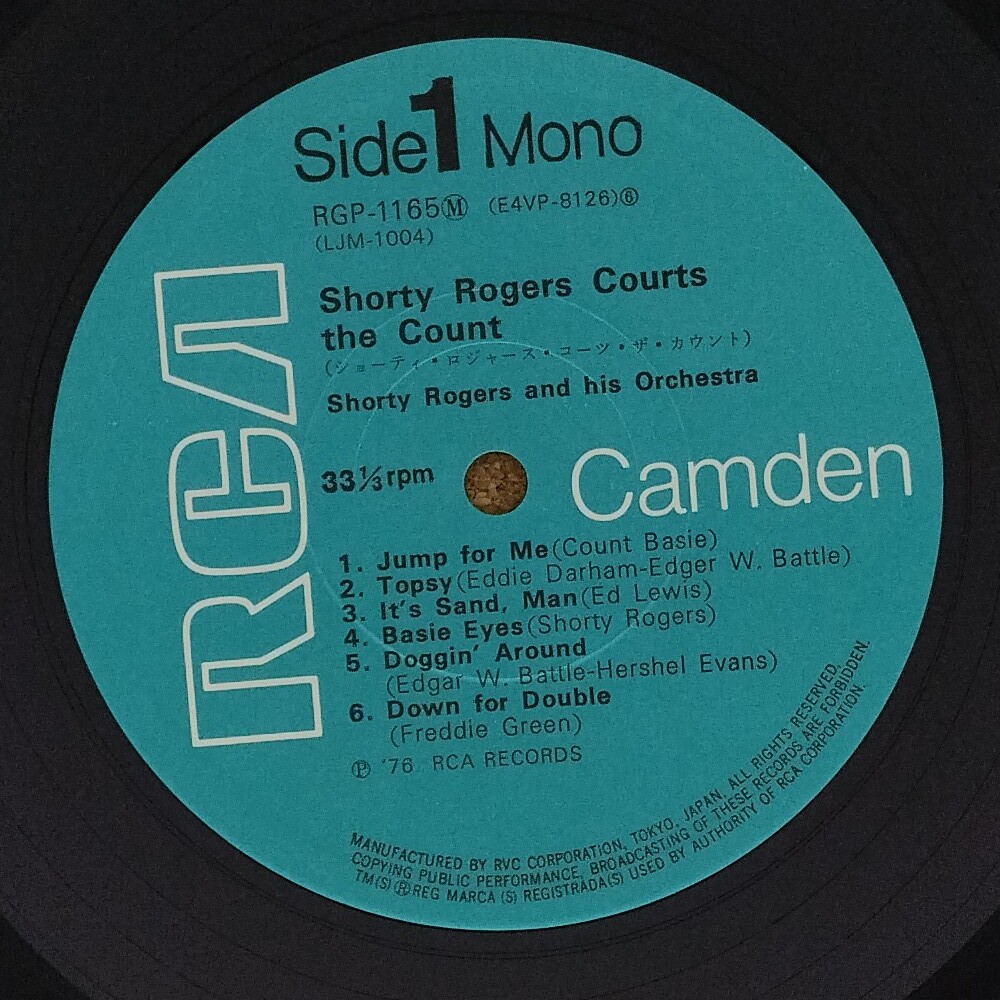 Side 1 Mono
RGP-1165Ⓜ (E4VP-8126)⑥
(LJM-1004)
Shorty Rogers Courts
the Count
(ショーティ・ロジャース・コーツ・ザ・カウント)
Shorty Rogers and his Orchestra
RCA
33⅓rpm
Camden
1. Jump for Me(Count Basie)
2. Topsy(Eddie Darham-Edger W. Battle)
3. It's Sand, Man(Ed Lewis)
4. Basie Eyes(Shorty Rogers)
5. Doggin' Around
(Edgar W. Battle-Hershel Evans)
6. Down for Double
(Freddie Green)
Ⓟ '76 RCA RECORDS
MANUFACTURED BY RVC CORPORATION, TOKYO, JAPAN. ALL RIGHTS RESERVED.
COPYING PUBLIC PERFORMANCE, BROADCASTING OF THESE RECORDS ARE FORBIDDEN.
TM(S)®REG MARCA (S) REGISTRADA(S) USED BY AUTHORITY OF RCA CORPORATION.